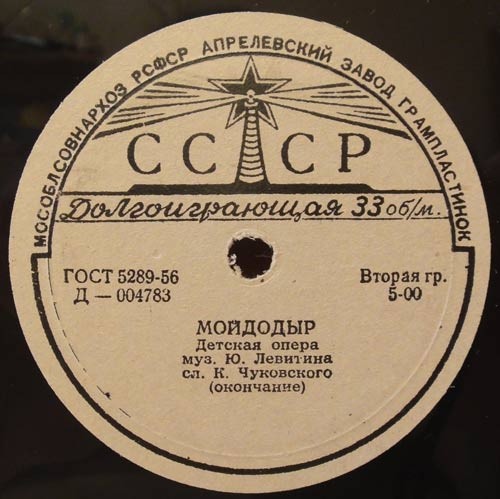 МОСОБЛСОВНАРХОЗ РСФСР АПРЕЛЕВСКИЙ ЗАВОД ГРАМПЛАСТИНОК
СССР
Долгоиграющая 33 об/м.
ГОСТ 5289-56
Д — 004783
Вторая гр.
5-00
МОЙДОДЫР
Детская опера
муз. Ю. Левитина
сл. К. Чуковского
(окончание)